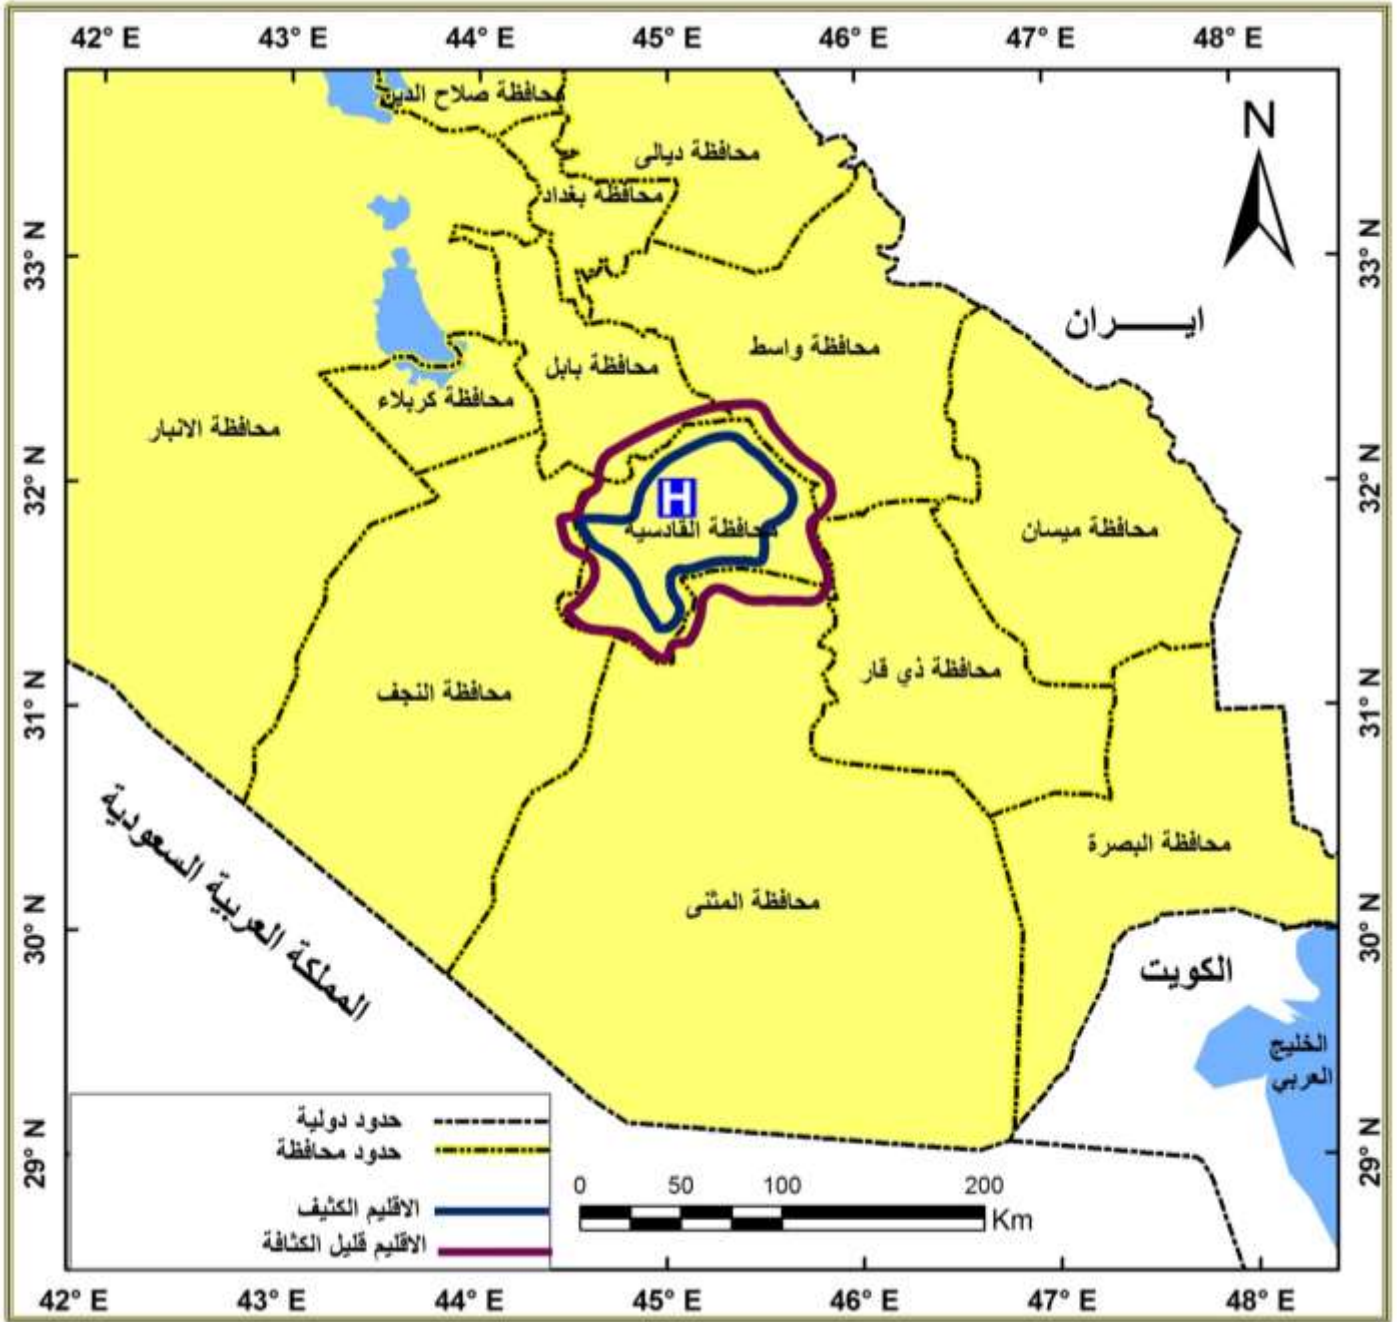 42° E 43° E 44° E 45° E 46° E 47° E 48° E
محافظة صلاح الدين
N
محافظة ديالى
محافظة بغداد
33° N
33° N
ايــــــران
محافظة واسط
محافظة بابل
محافظة كربلاء
محافظة الانبار
32° N
32° N
H
محافظة القادسية
محافظة ميسان
محافظة ذي قار
محافظة النجف
31° N
31° N
المملكة العربية السعودية
محافظة البصرة
محافظة المثنى
30° N
30° N
الكويت
الخليج
العربي
حدود دولية
حدود محافظة
29° N
29° N
الاقليم الكثيف
الاقليم قليل الكثافة
0 50 100 200
Km
42° E 43° E 44° E 45° E 46° E 47° E 48° E